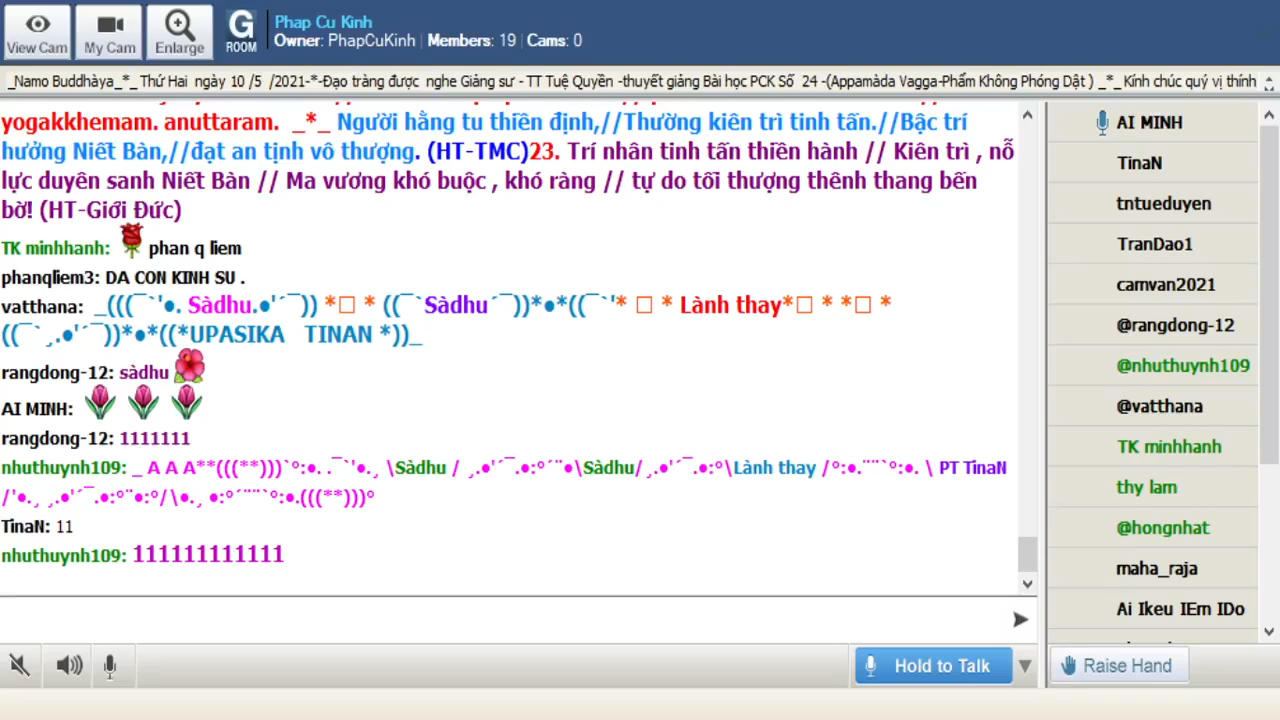 Phap Cu Kinh
Owner: PhapCuKinh | Members: 19 | Cams: 0
View Cam
My Cam
Enlarge
G
ROOM
_Namo Buddhàya_*_ Thứ Hai ngày 10 /5 /2021-*-Đạo tràng được nghe Giảng sư - TT Tuệ Quyền -thuyết giảng Bài học PCK Số 24 -(Appamàda Vagga-Phẩm Không Phóng Dật ) _*_Kính chúc quý vị thính
yogakkhemam. anuttaram. _*_ Người hằng tu thiền định,//Thường kiên trì tinh tấn.//Bậc trí
hưởng Niết Bàn,//đạt an tịnh vô thượng. (HT-TMC)23. Trí nhân tinh tấn thiền hành // Kiên trì , nỗ
lực duyên sanh Niết Bàn // Ma vương khó buộc , khó ràng // tự do tối thượng thênh thang bến
bờ! (HT-Giới Đức)
TK minhhanh: phan q liem
phanqliem3: DA CON KINH SU .
vatthana: _(((¯`'●. Sàdhu.●'´¯)) *□ * ((¯`Sàdhu´¯))*●*((¯`'* □ * Lành thay*□ * *□ *
((¯`¸.●'´¯))*●*((*UPASIKA TINAN *))_
rangdong-12: sàdhu
AI MINH:
rangdong-12: 1111111
nhuthuynh109: _ A A A**(((**)))`°:●. .¯`'●.¸ \Sàdhu / ¸.●'´¯.●:°´¨●\Sàdhu/¸.●'´¯.●:°\Lành thay /°:●.¨¨`°:●. \ PT TinaN
/'●.¸ ¸.●'´¯.●:°¨●:°/\●.¸ ●:°´¨¨`°:●.(((**)))°
TinaN: 11
nhuthuynh109: 111111111111
AI MINH
TinaN
tntueduyen
TranDao1
camvan2021
@rangdong-12
@nhuthuynh109
@vatthana
TK minhhanh
thy lam
@hongnhat
maha_raja
Ai Ikeu IEm IDo
Hold to Talk
Raise Hand